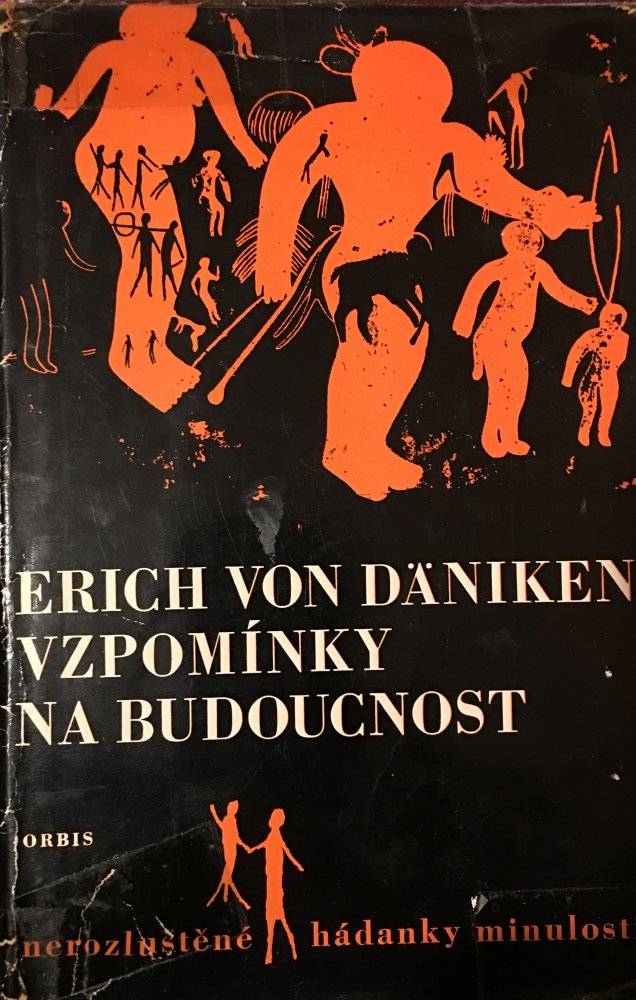 ERICH VON DÄNIKEN
VZPOMÍNKY
NA BUDOUCNOST
ORBIS
nerozluštěné hádanky minulost